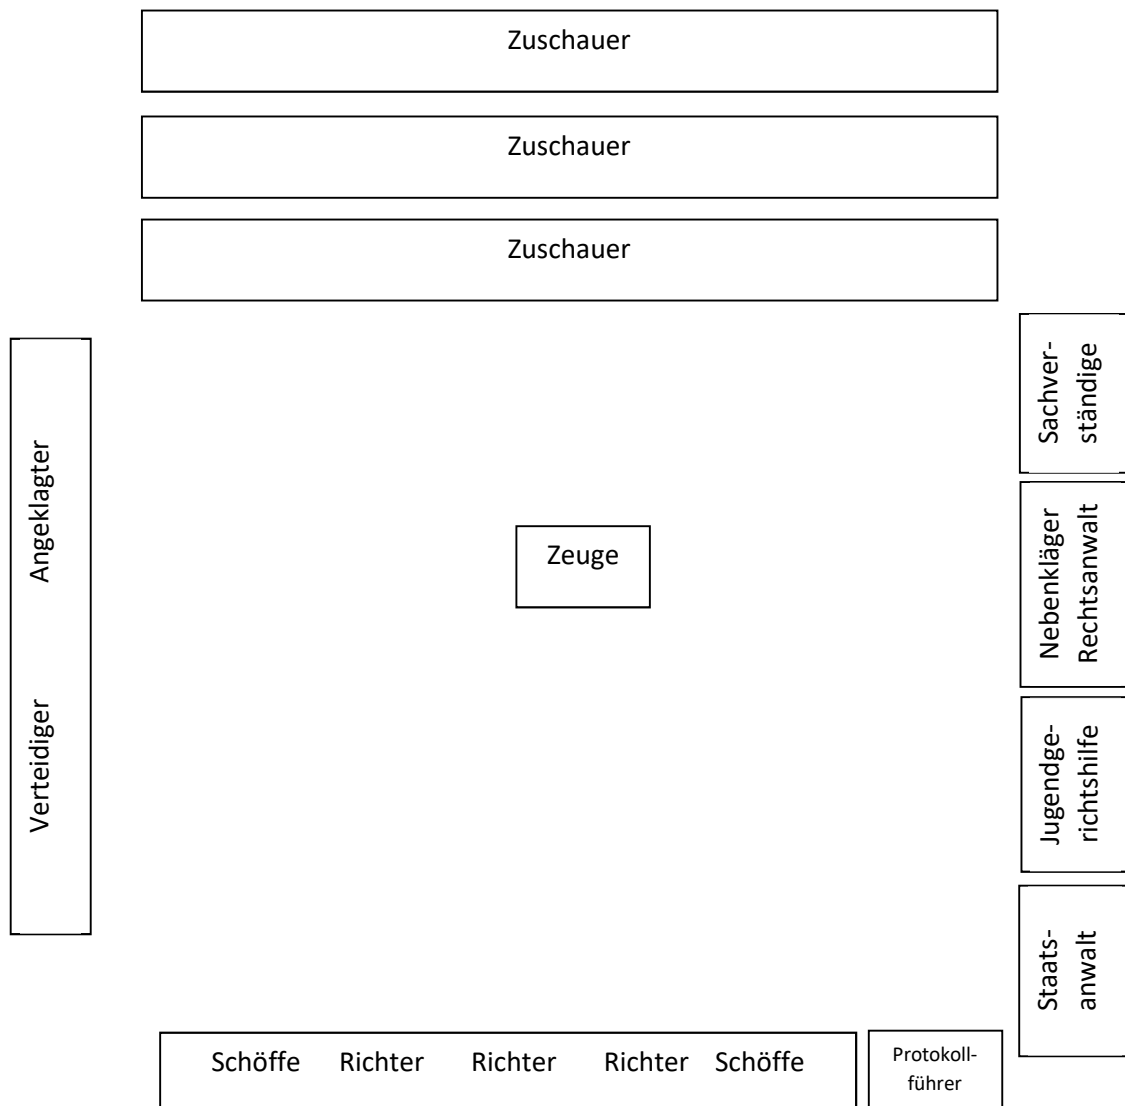 Zuschauer
Zuschauer
Zuschauer
Angeklagter
Verteidiger
Zeuge
Sachver-
ständige
Nebenkläger
Rechtsanwalt
Jugendge-
richtshilfe
Staats-
anwalt
Schöffe Richter Richter Richter Schöffe
Protokoll-
führer